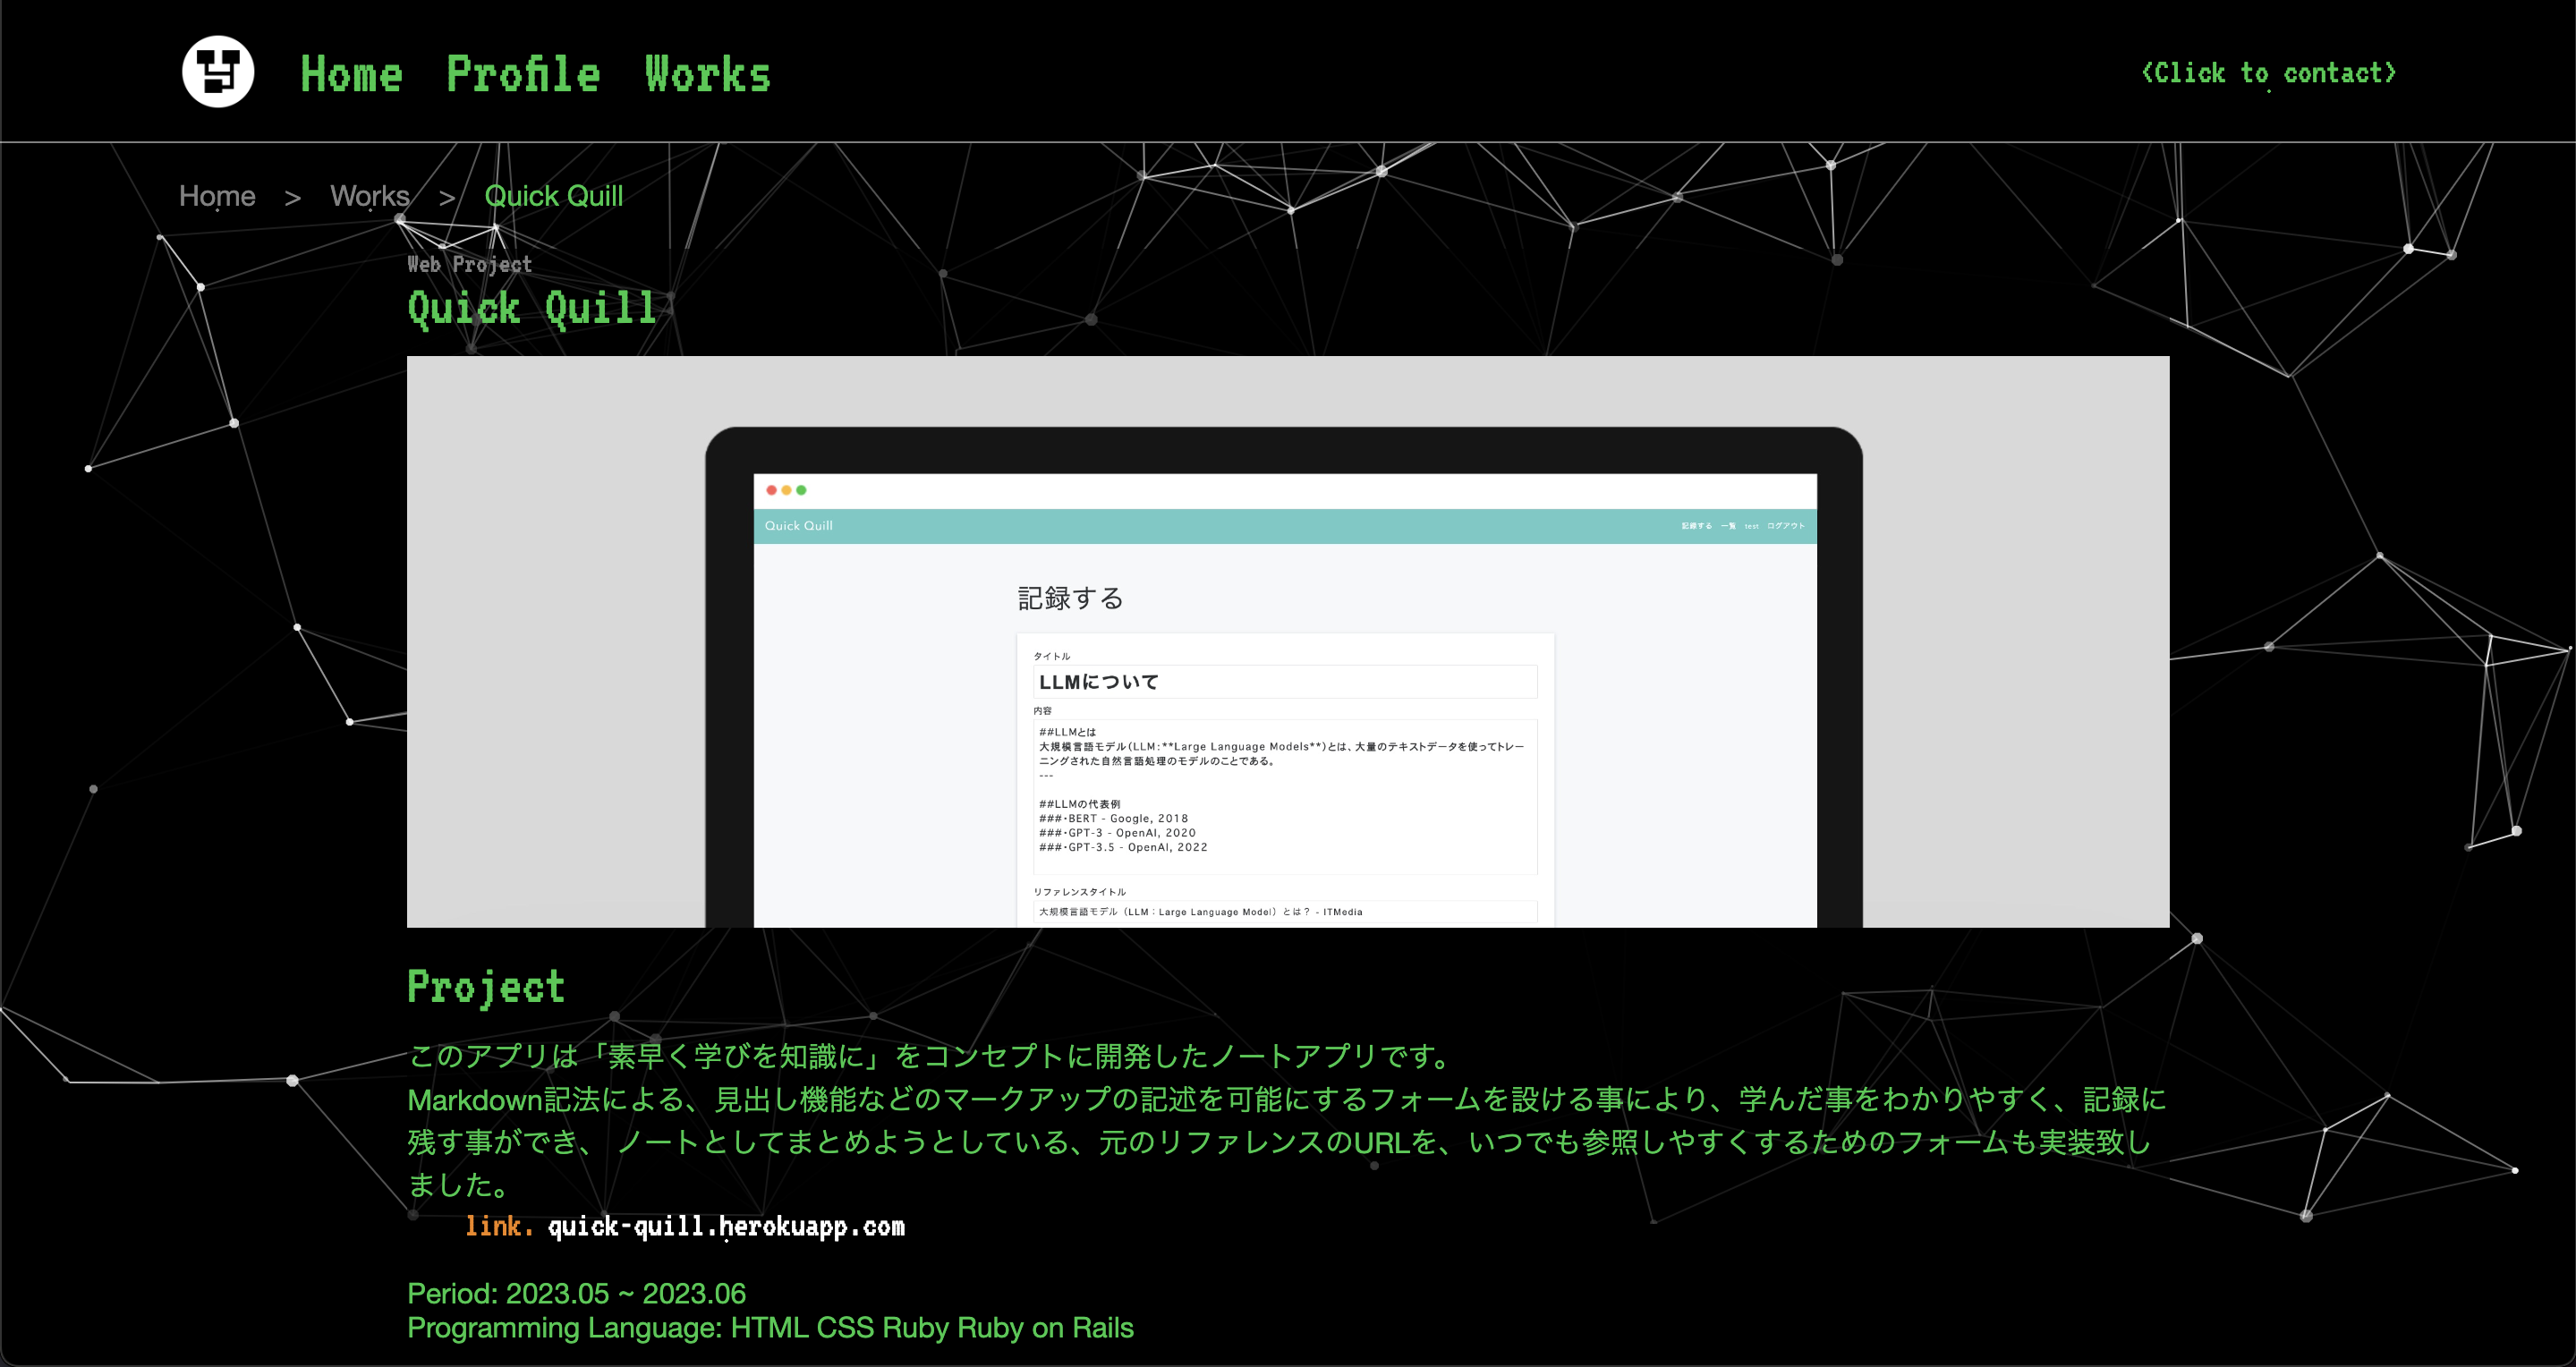 Home Profile Works
<Click to contact>
Home > Works > Quick Quill
Web Project
Quick Quill
Quick Quill
記録する 一覧 test ログアウト
記録する
タイトル
LLMについて
内容
##LLMとは
大規模言語モデル(LLM:**Large Language Models**)とは、大量のテキストデータを使ってトレー
ニングされた自然言語処理のモデルのことである。
---
##LLMの代表例
###・BERT - Google, 2018
###・GPT-3 - OpenAI, 2020
###・GPT-3.5 - OpenAI, 2022
リファレンスタイトル
大規模言語モデル（LLM：Large Language Model）とは？ - ITMedia
Project
このアプリは「素早く学びを知識に」をコンセプトに開発したノートアプリです。
Markdown記法による、見出し機能などのマークアップの記述を可能にするフォームを設ける事により、学んだ事をわかりやすく、記録に
残す事ができ、 ノートとしてまとめようとしている、元のリファレンスのURLを、いつでも参照しやすくするためのフォームも実装致し
ました。
link. quick-quill.herokuapp.com
Period: 2023.05 ~ 2023.06
Programming Language: HTML CSS Ruby Ruby on Rails